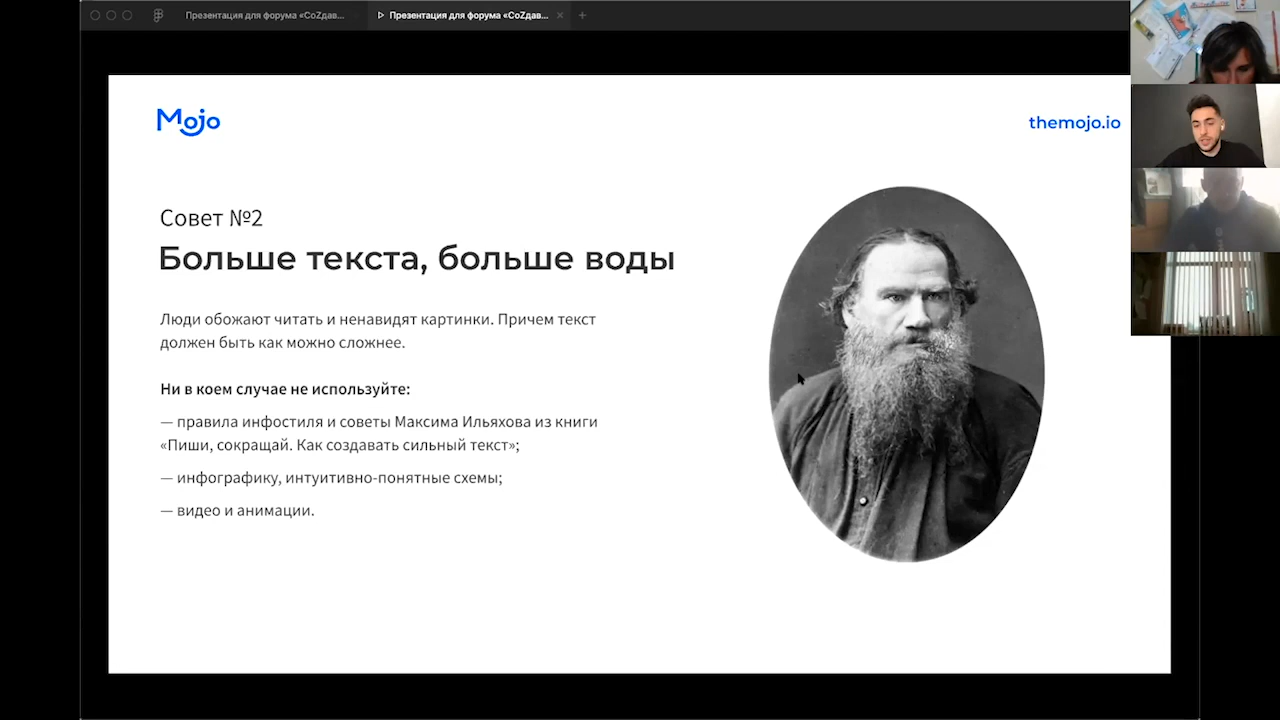 Презентация для форума «CoZдав...
Презентация для форума «CoZдав...
Mojo
themojo.io
Совет №2
Больше текста, больше воды
Люди обожают читать и ненавидят картинки. Причем текст
должен быть как можно сложнее.
Ни в коем случае не используйте:
— правила инфостиля и советы Максима Ильяхова из книги
«Пиши, сокращай. Как создавать сильный текст»;
— инфографику, интуитивно-понятные схемы;
— видео и анимации.